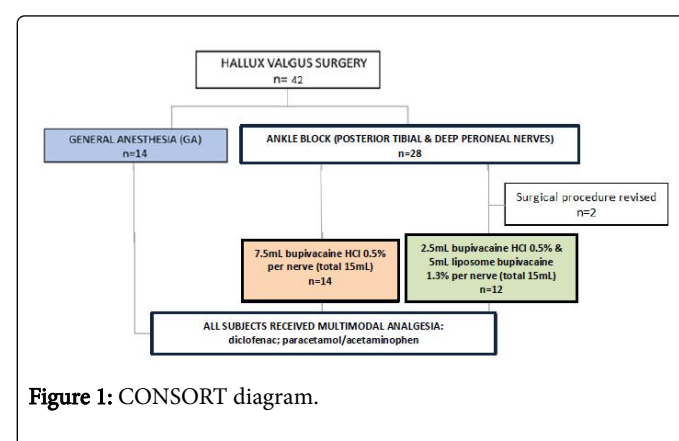 HALLUX VALGUS SURGERY
n= 42
GENERAL ANESTHESIA (GA)
n=14
ANKLE BLOCK (POSTERIOR TIBIAL & DEEP PERONEAL NERVES)
n=28
Surgical procedure revised
n=2
7.5mL bupivacaine HCl 0.5%
per nerve (total 15mL)
n=14
2.5mL bupivacaine HCl 0.5% &
5mL liposome bupivacaine
1.3% per nerve (total 15mL)
n=12
ALL SUBJECTS RECEIVED MULTIMODAL ANALGESIA:
diclofenac; paracetamol/acetaminophen
Figure 1: CONSORT diagram.